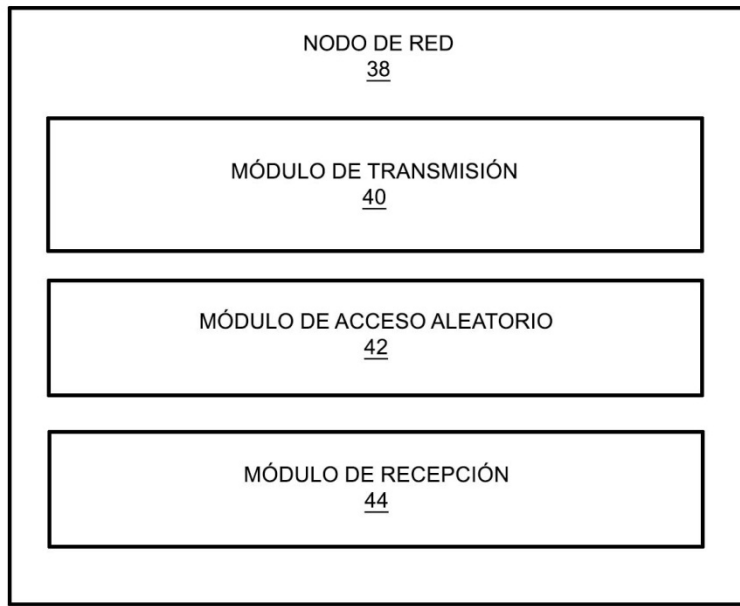 NODO DE RED
38
MÓDULO DE TRANSMISIÓN
40
MÓDULO DE ACCESO ALEATORIO
42
MÓDULO DE RECEPCIÓN
44